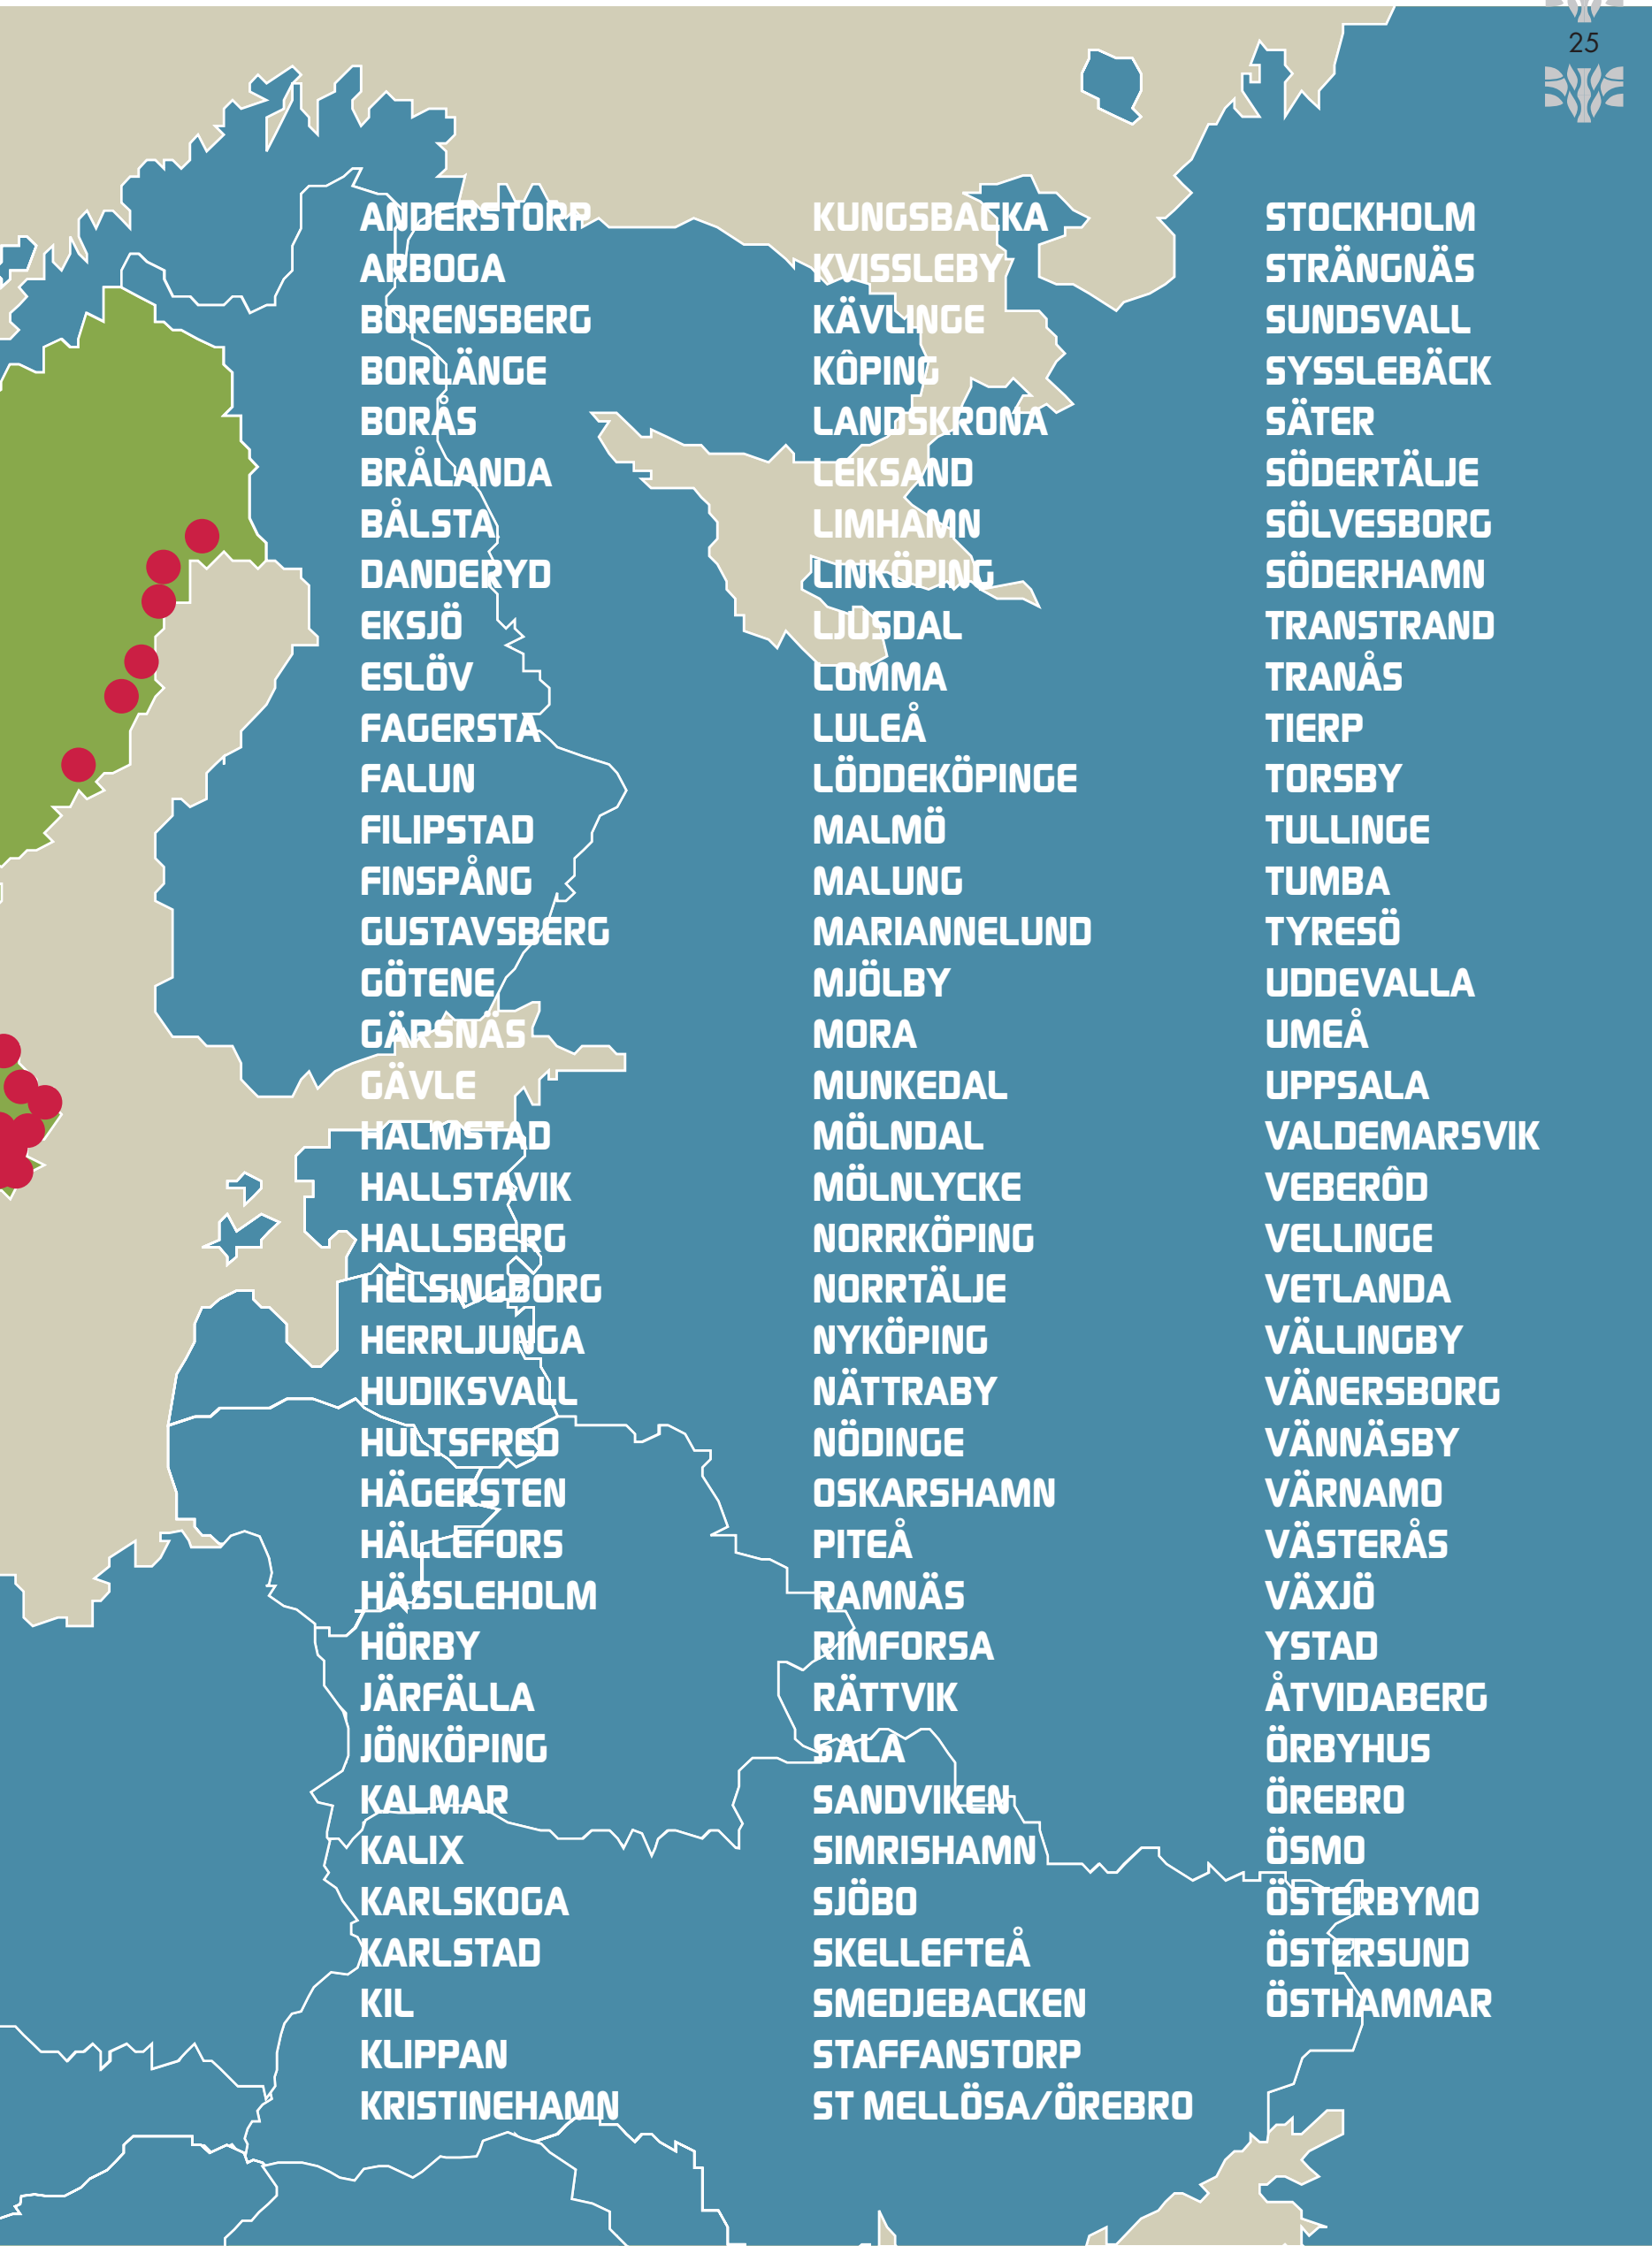 25
ANDERSTORP
ARBOGA
BORENSBERG
BORLÄNGE
BORÅS
BRÅLANDA
BÅLSTA
DANDERYD
EKSJÖ
ESLÖV
FAGERSTA
FALUN
FILIPSTAD
FINSPÅNG
GUSTAVSBERG
GÖTENE
GÄRSNÄS
GÄVLE
HALMSTAD
HALLSTAVIK
HALLSBERG
HELSINGBORG
HERRLJUNGA
HUDIKSVALL
HULTSFRED
HÄGERSTEN
HÄLLEFORS
HÄSSLEHOLM
HÖRBY
JÄRFÄLLA
JÖNKÖPING
KALMAR
KALIX
KARLSKOGA
KARLSTAD
KIL
KLIPPAN
KRISTINEHAMN
KUNGSBACKA
KVISSLEBY
KÄVLINGE
KÔPING
LANDSKRONA
LEKSAND
LIMHAMN
LINKÖPING
LJUSDAL
LOMMA
LULEÅ
LÖDDEKÖPINGE
MALMÖ
MALUNG
MARIANNELUND
MJÖLBY
MORA
MUNKEDAL
MÖLNDAL
MÖLNLYCKE
NORRKÖPING
NORRTÄLJE
NYKÖPING
NÄTTRABY
NÖDINGE
OSKARSHAMN
PITEÅ
RAMNÄS
RIMFORSA
RÄTTVIK
SALA
SANDVIKEN
SIMRISHAMN
SJÖBO
SKELLEFTEÅ
SMEDJEBACKEN
STAFFANSTORP
ST MELLÖSA/ÖREBRO
STOCKHOLM
STRÄNGNÄS
SUNDSVALL
SYSSLEBÄCK
SÄTER
SÖDERTÄLJE
SÖLVESBORG
SÖDERHAMN
TRANSTRAND
TRANÅS
TIERP
TORSBY
TULLINGE
TUMBA
TYRESÖ
UDDEVALLA
UMEÅ
UPPSALA
VALDEMARSVIK
VEBERÔD
VELLINGE
VETLANDA
VÄLLINGBY
VÄNERSBORG
VÄNNÄSBY
VÄRNAMO
VÄSTERÅS
VÄXJÖ
YSTAD
ÅTVIDABERG
ÖRBYHUS
ÖREBRO
ÖSMO
ÖSTERBYMO
ÖSTERSUND
ÖSTHAMMAR